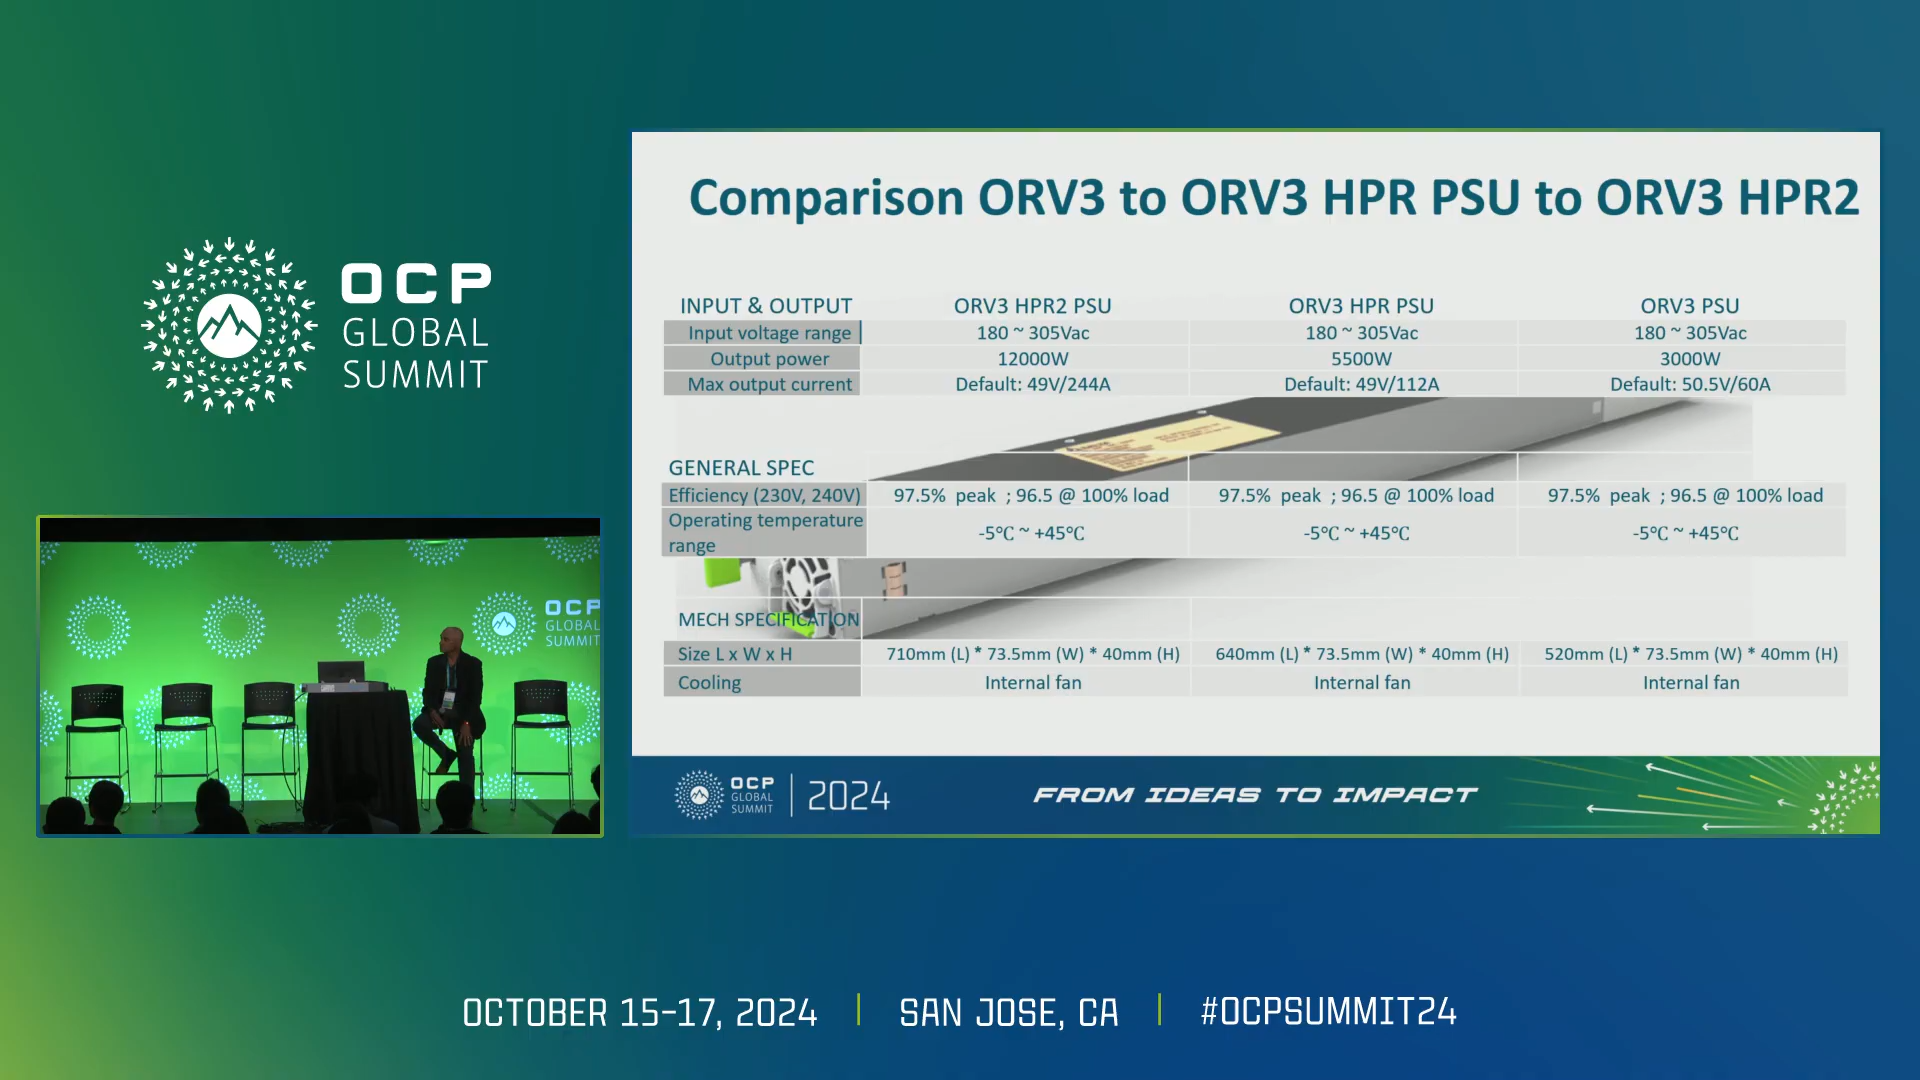 OCP
GLOBAL
SUMMIT
Comparison ORV3 to ORV3 HPR PSU to ORV3 HPR2
INPUT & OUTPUT ORV3 HPR2 PSU ORV3 HPR PSU ORV3 PSU
Input voltage range 180 ~ 305Vac 180 ~ 305Vac 180 ~ 305Vac
Output power 12000W 5500W 3000W
Max output current Default: 49V/244A Default: 49V/112A Default: 50.5V/60A
GENERAL SPEC
Efficiency (230V, 240V) 97.5% peak ; 96.5 @ 100% load 97.5% peak ; 96.5 @ 100% load 97.5% peak ; 96.5 @ 100% load
Operating temperature
range -5℃ ~ +45℃ -5℃ ~ +45℃ -5℃ ~ +45℃
MECH SPECIFICATION
Size L x W x H 710mm (L) * 73.5mm (W) * 40mm (H) 640mm (L) * 73.5mm (W) * 40mm (H) 520mm (L) * 73.5mm (W) * 40mm (H)
Cooling Internal fan Internal fan Internal fan
OCP
GLOBAL
SUMMIT
2024
FROM IDEAS TO IMPACT
OCP
GLOBAL
SUMMIT
OCTOBER 15-17, 2024 | SAN JOSE, CA | #OCPSUMMIT24